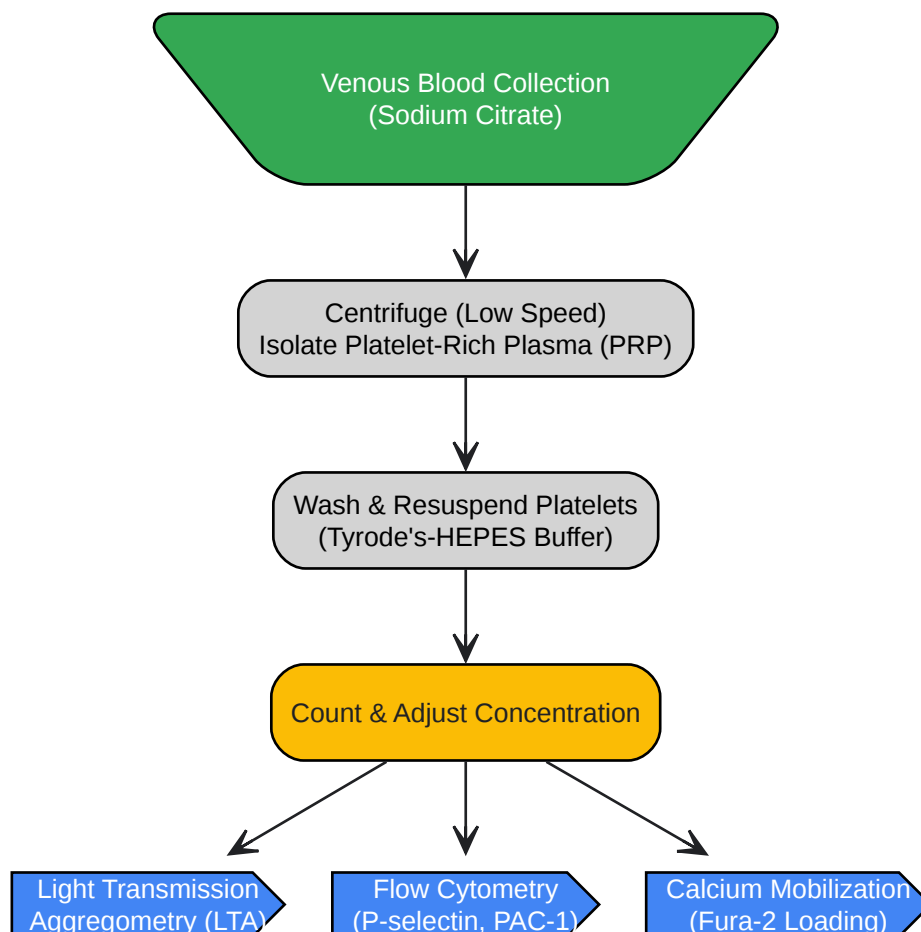 Venous Blood Collection
(Sodium Citrate)
Centrifuge (Low Speed)
Isolate Platelet-Rich Plasma (PRP)
Wash & Resuspend Platelets
(Tyrode's-HEPES Buffer)
Count & Adjust Concentration
Light Transmission
Aggregometry (LTA)
Flow Cytometry
(P-selectin, PAC-1)
Calcium Mobilization
(Fura-2 Loading)